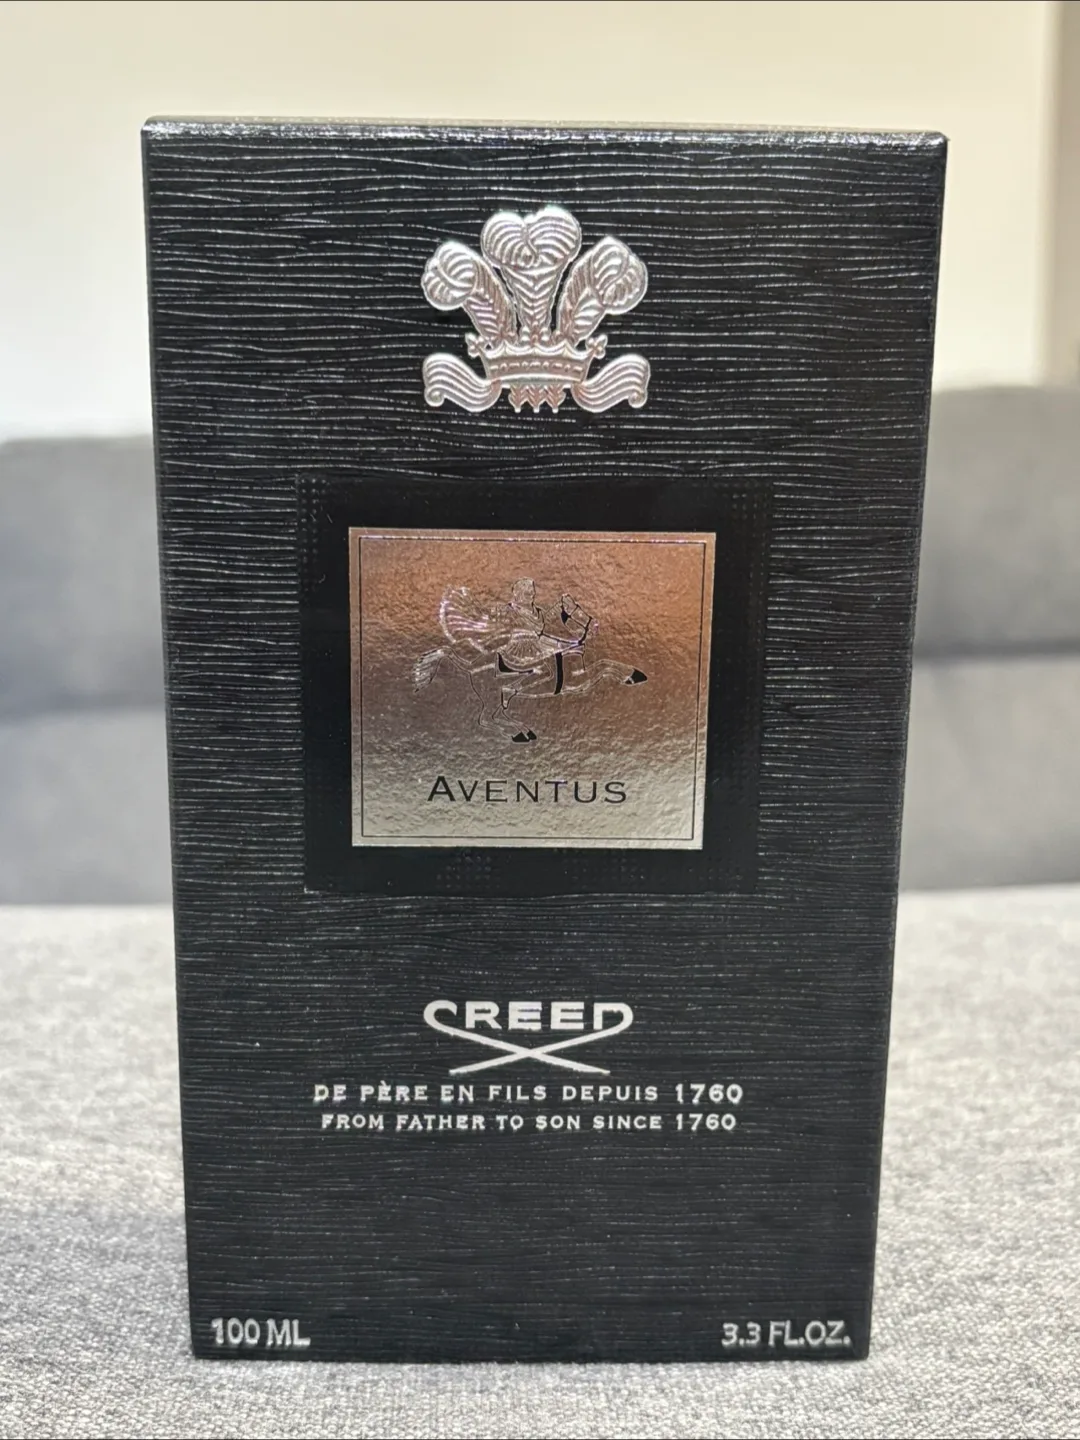 AVENTUS
CREED
DE PÈRE EN FILS DEPUIS 1760
FROM FATHER TO SON SINCE 1760
100 ML
3.3 FL.OZ.